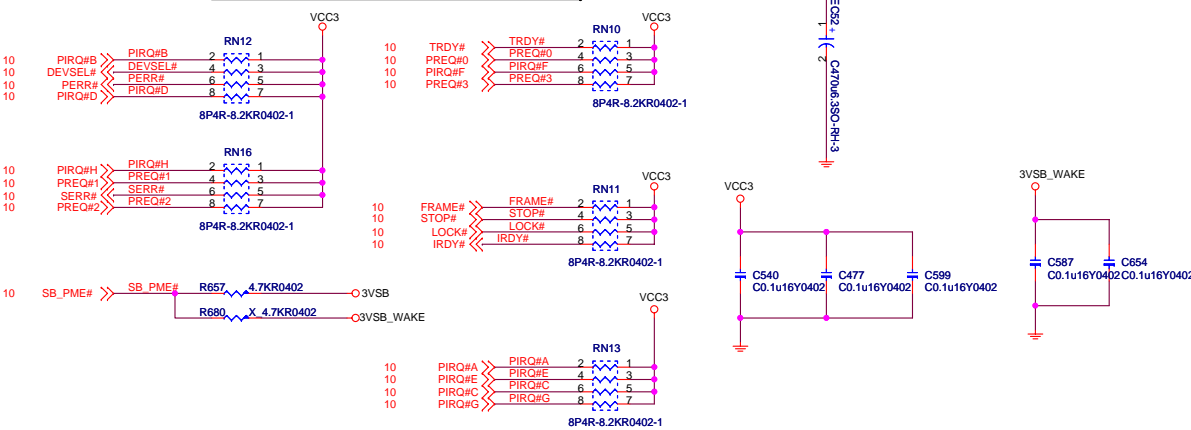 VCC3
RN12
10 PIRQ#B PIRQ#B 2 1
10 DEVSEL# DEVSEL# 4 3
10 PERR# PERR# 6 5
10 PIRQ#D PIRQ#D 8 7
8P4R-8.2KR0402-1
RN16
10 PIRQ#H PIRQ#H 2 1
10 PREQ#1 PREQ#1 4 3
10 SERR# SERR# 6 5
10 PREQ#2 PREQ#2 8 7
8P4R-8.2KR0402-1
10 SB_PME# SB_PME# R657 4.7KR0402 3VSB
R680 X_4.7KR0402 3VSB_WAKE
VCC3
RN10
10 TRDY# TRDY# 2 1
10 PREQ#0 PREQ#0 4 3
10 PIRQ#F PIRQ#F 6 5
10 PREQ#3 PREQ#3 8 7
8P4R-8.2KR0402-1
VCC3
RN11
10 FRAME# FRAME# 2 1
10 STOP# STOP# 4 3
10 LOCK# LOCK# 6 5
10 IRDY# IRDY# 8 7
8P4R-8.2KR0402-1
VCC3
RN13
10 PIRQ#A PIRQ#A 2 1
10 PIRQ#E PIRQ#E 4 3
10 PIRQ#C PIRQ#C 6 5
10 PIRQ#G PIRQ#G 8 7
8P4R-8.2KR0402-1
EC52
1 +
2
C470u6.3SO-RH-3
VCC3
C540
C0.1u16Y0402
C477
C0.1u16Y0402
C599
C0.1u16Y0402
3VSB_WAKE
C587
C0.1u16Y0402
C654
C0.1u16Y0402